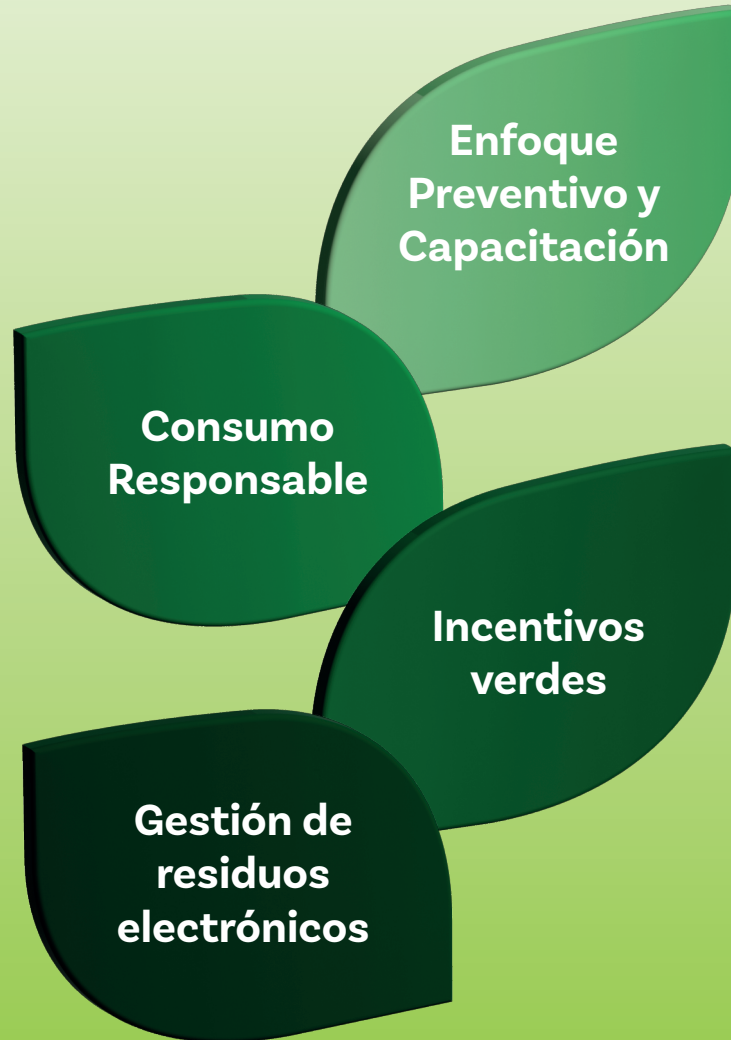 Enfoque
Preventivo y
Capacitación
Consumo
Responsable
Incentivos
verdes
Gestión de
residuos
electrónicos